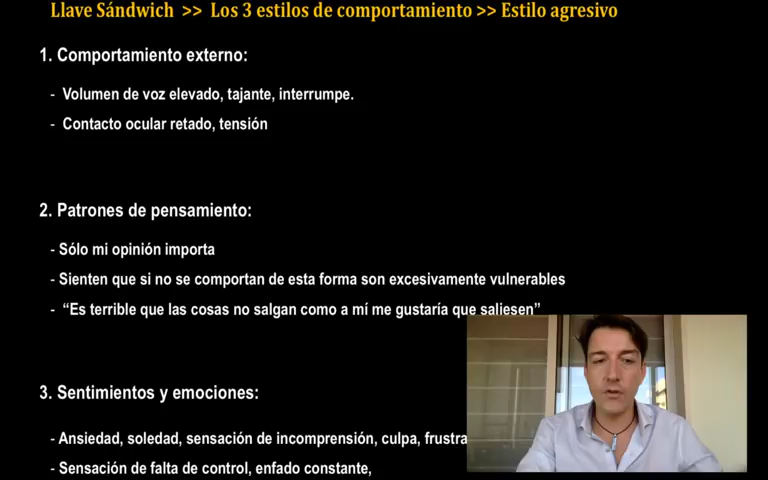 Llave Sándwich >> Los 3 estilos de comportamiento >> Estilo agresivo
1. Comportamiento externo:
- Volumen de voz elevado, tajante, interrumpe.
- Contacto ocular retado, tensión
2. Patrones de pensamiento:
- Sólo mi opinión importa
- Sienten que si no se comportan de esta forma son excesivamente vulnerables
- “Es terrible que las cosas no salgan como a mí me gustaría que saliesen”
3. Sentimientos y emociones:
- Ansiedad, soledad, sensación de incomprensión, culpa, frustra
- Sensación de falta de control, enfado constante,